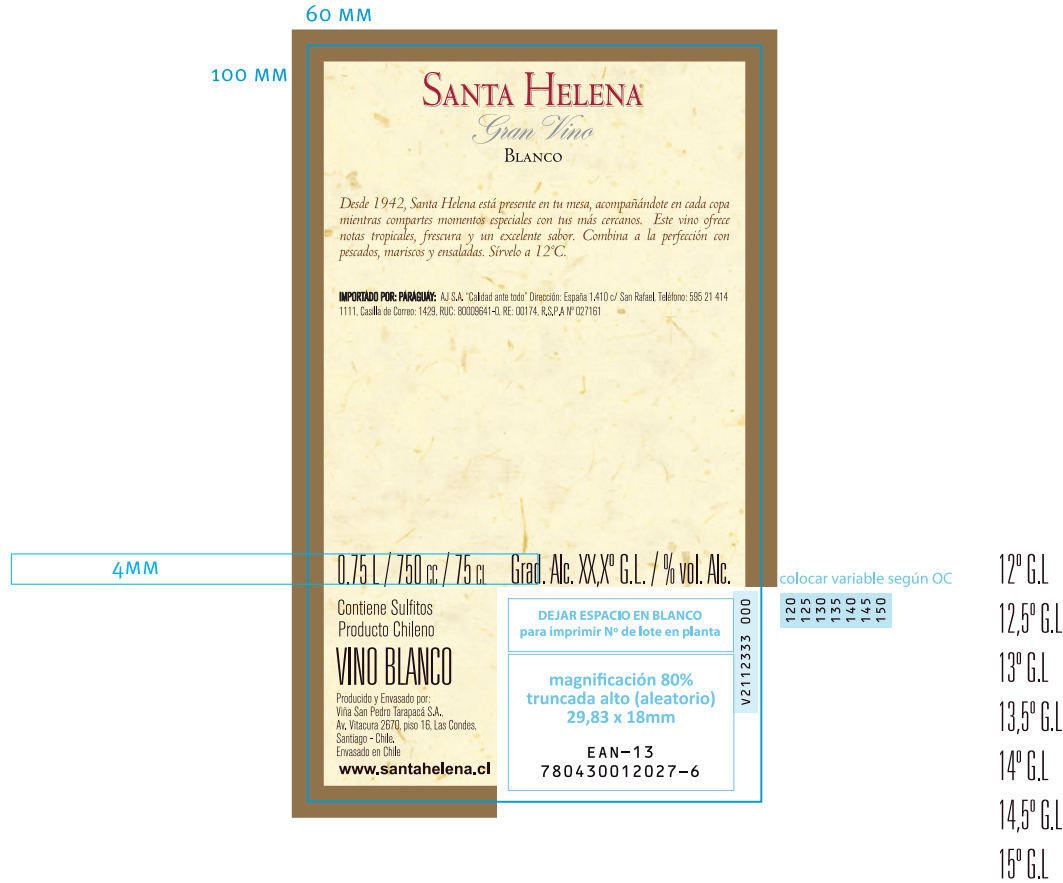 60 MM
100 MM
SANTA HELENA®
Gran Vino
BLANCO
Desde 1942, Santa Helena está presente en tu mesa, acompañándote en cada copa
mientras compartes momentos especiales con tus más cercanos. Este vino ofrece
notas tropicales, frescura y un excelente sabor. Combina a la perfección con
pescados, mariscos y ensaladas. Sírvelo a 12°C.
IMPORTADO POR: PARAGUAY: AJ S.A. "Calidad ante todo" Dirección: España 1.410 c/ San Rafael, Teléfono: 595 21 414
1111, Casilla de Correo: 1429, RUC: 80009641-0, RE: 00174, R.S.P.A Nº 027161
4MM
0.75 L / 750 CC / 75 CL Grad. Alc. XX,Xº G.L. / % vol. Alc.
colocar variable según OC
120
125
130
135
140
145
150
Contiene Sulfitos
Producto Chileno
VINO BLANCO
Producido y Envasado por:
Viña San Pedro Tarapacá S.A.,
Av. Vitacura 2670, piso 16, Las Condes,
Santiago - Chile.
Envasado en Chile
www.santahelena.cl
DEJAR ESPACIO EN BLANCO
para imprimir Nº de lote en planta
V2112333 000
magnificación 80%
truncada alto (aleatorio)
29,83 x 18mm
EAN-13
780430012027-6
12º G.L
12,5º G.L
13º G.L
13,5º G.L
14º G.L
14,5º G.L
15º G.L